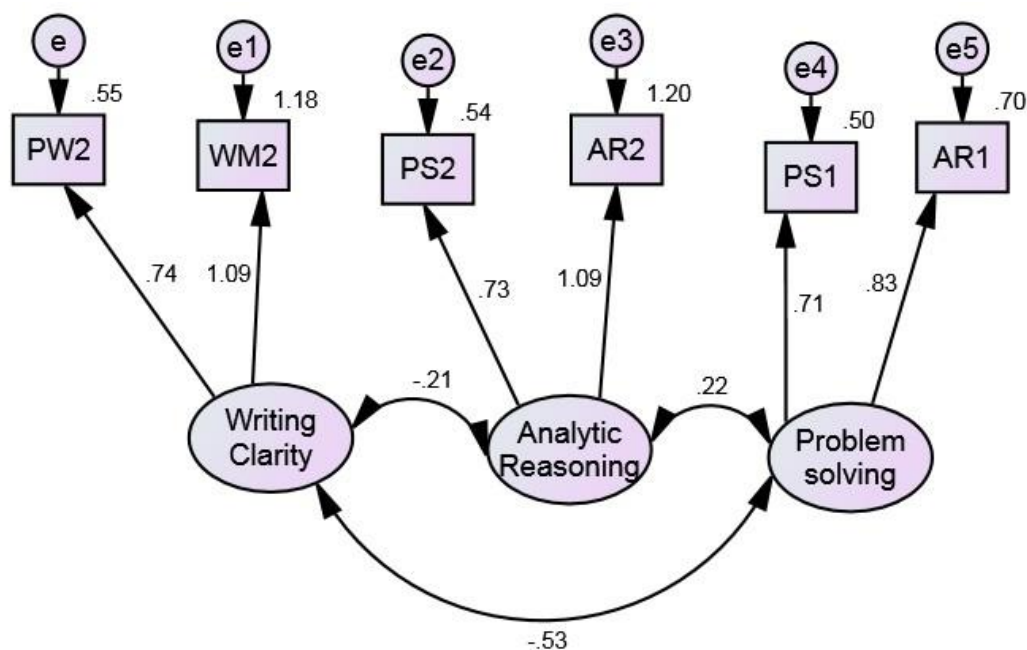 e
e1
e2
e3
e4
e5
.55
1.18
.54
1.20
.50
.70
PW2
WM2
PS2
AR2
PS1
AR1
.74
1.09
.73
1.09
.71
.83
-.21
.22
Writing
Clarity
Analytic
Reasoning
Problem
solving
-.53